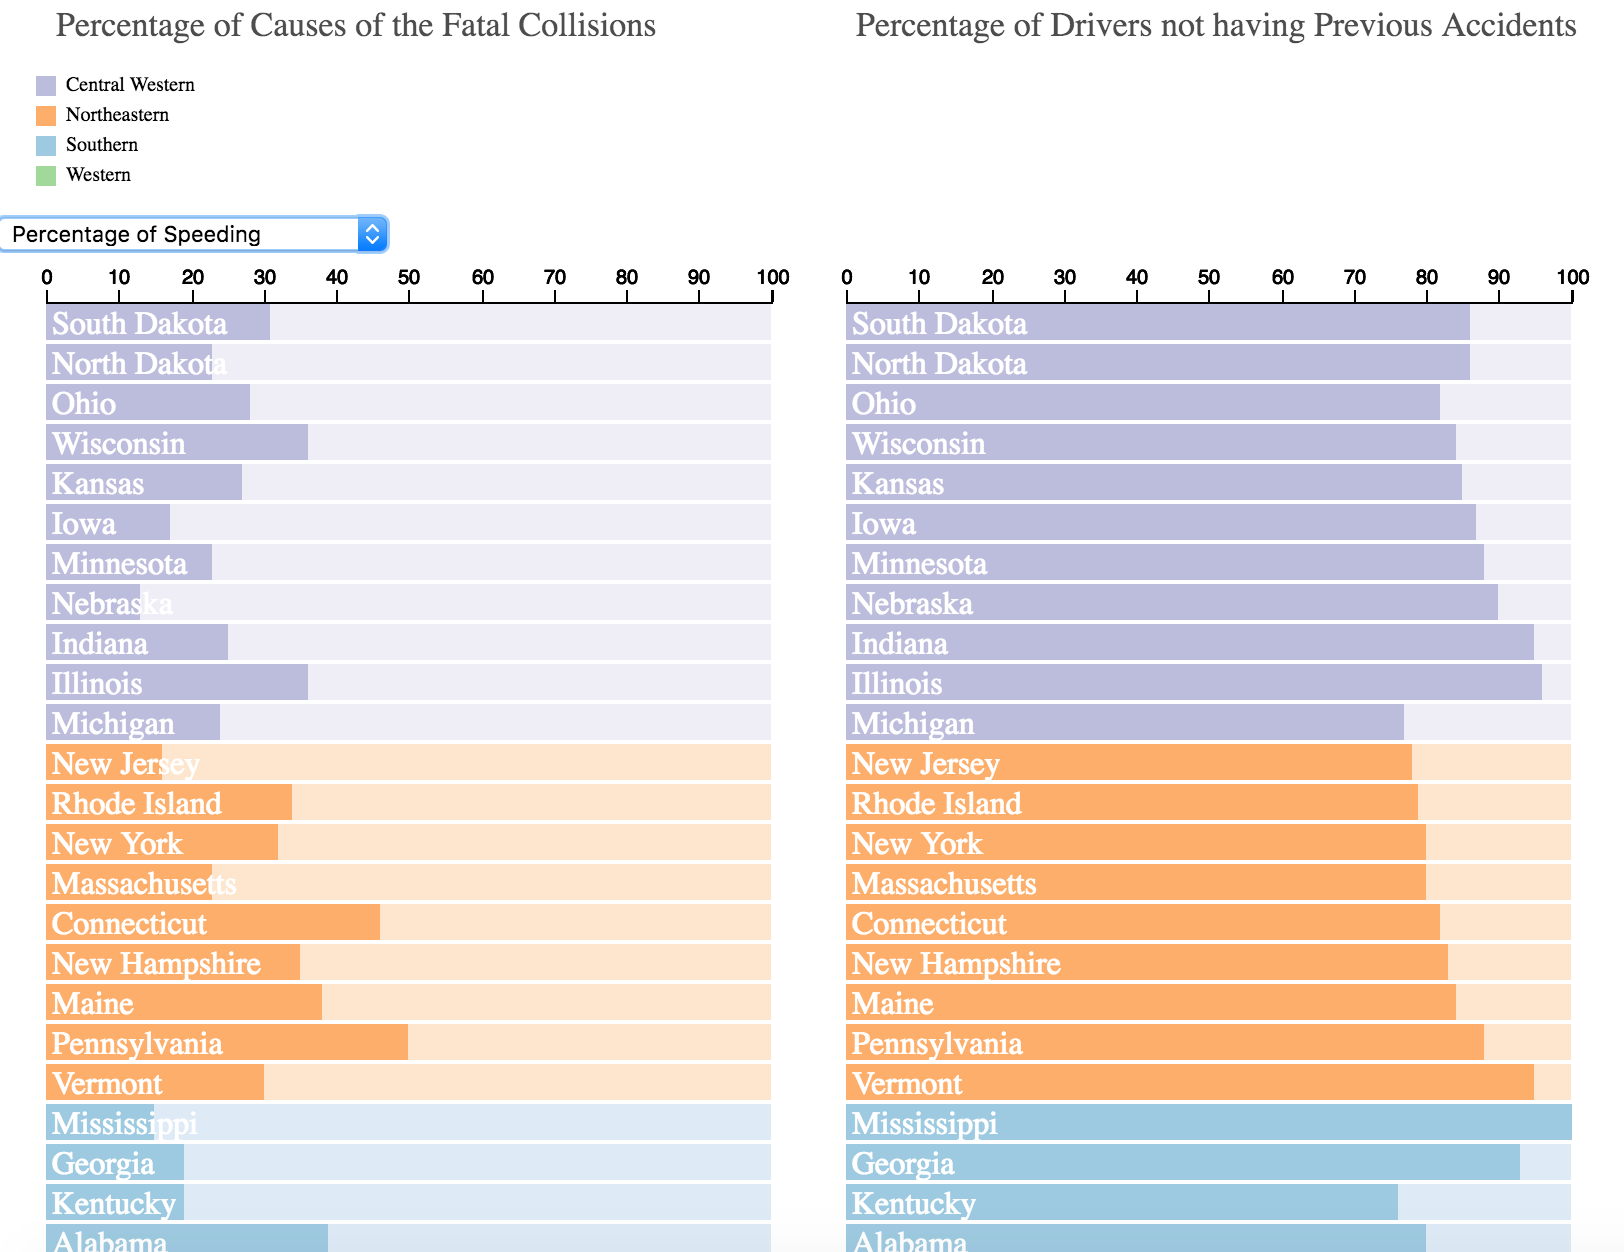 Percentage of Causes of the Fatal Collisions
Percentage of Drivers not having Previous Accidents
Central Western
Northeastern
Southern
Western
Percentage of Speeding
0 10 20 30 40 50 60 70 80 90 100
0 10 20 30 40 50 60 70 80 90 100
South Dakota
North Dakota
Ohio
Wisconsin
Kansas
Iowa
Minnesota
Nebraska
Indiana
Illinois
Michigan
New Jersey
Rhode Island
New York
Massachusetts
Connecticut
New Hampshire
Maine
Pennsylvania
Vermont
Mississippi
Georgia
Kentucky
Alabama
South Dakota
North Dakota
Ohio
Wisconsin
Kansas
Iowa
Minnesota
Nebraska
Indiana
Illinois
Michigan
New Jersey
Rhode Island
New York
Massachusetts
Connecticut
New Hampshire
Maine
Pennsylvania
Vermont
Mississippi
Georgia
Kentucky
Alabama